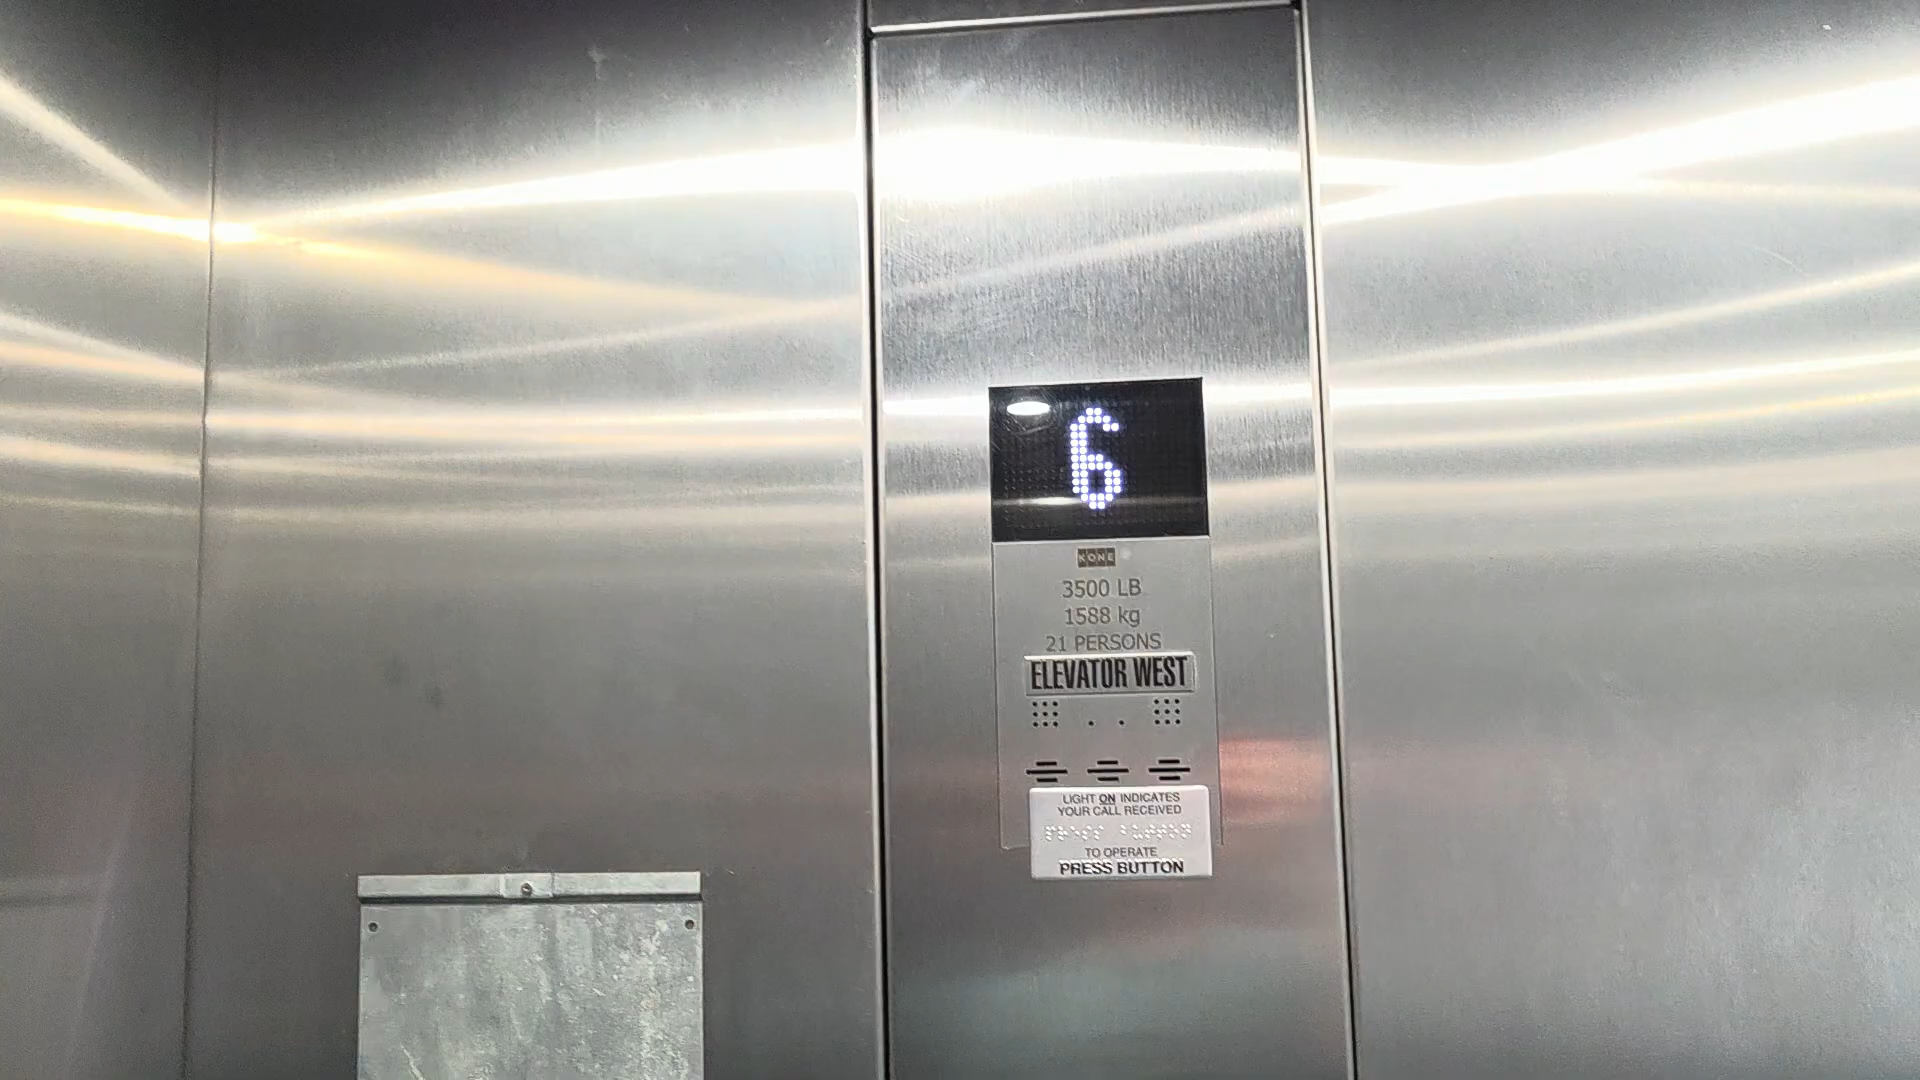 6
KONE
3500 LB
1588 kg
21 PERSONS
ELEVATOR WEST
LIGHT ON INDICATES
YOUR CALL RECEIVED
TO OPERATE
PRESS BUTTON